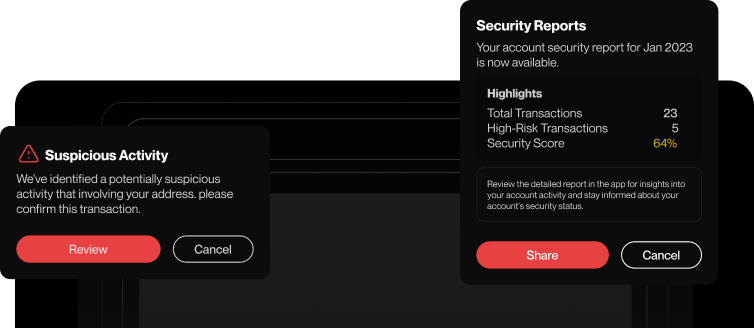 Suspicious Activity
We've identified a potentially suspicious
activity that involving your address. please
confirm this transaction.
Review
Cancel
Security Reports
Your account security report for Jan 2023
is now available.
Highlights
Total Transactions 23
High-Risk Transactions 5
Security Score 64%
Review the detailed report in the app for insights into
your account activity and stay informed about your
account's security status.
Share
Cancel